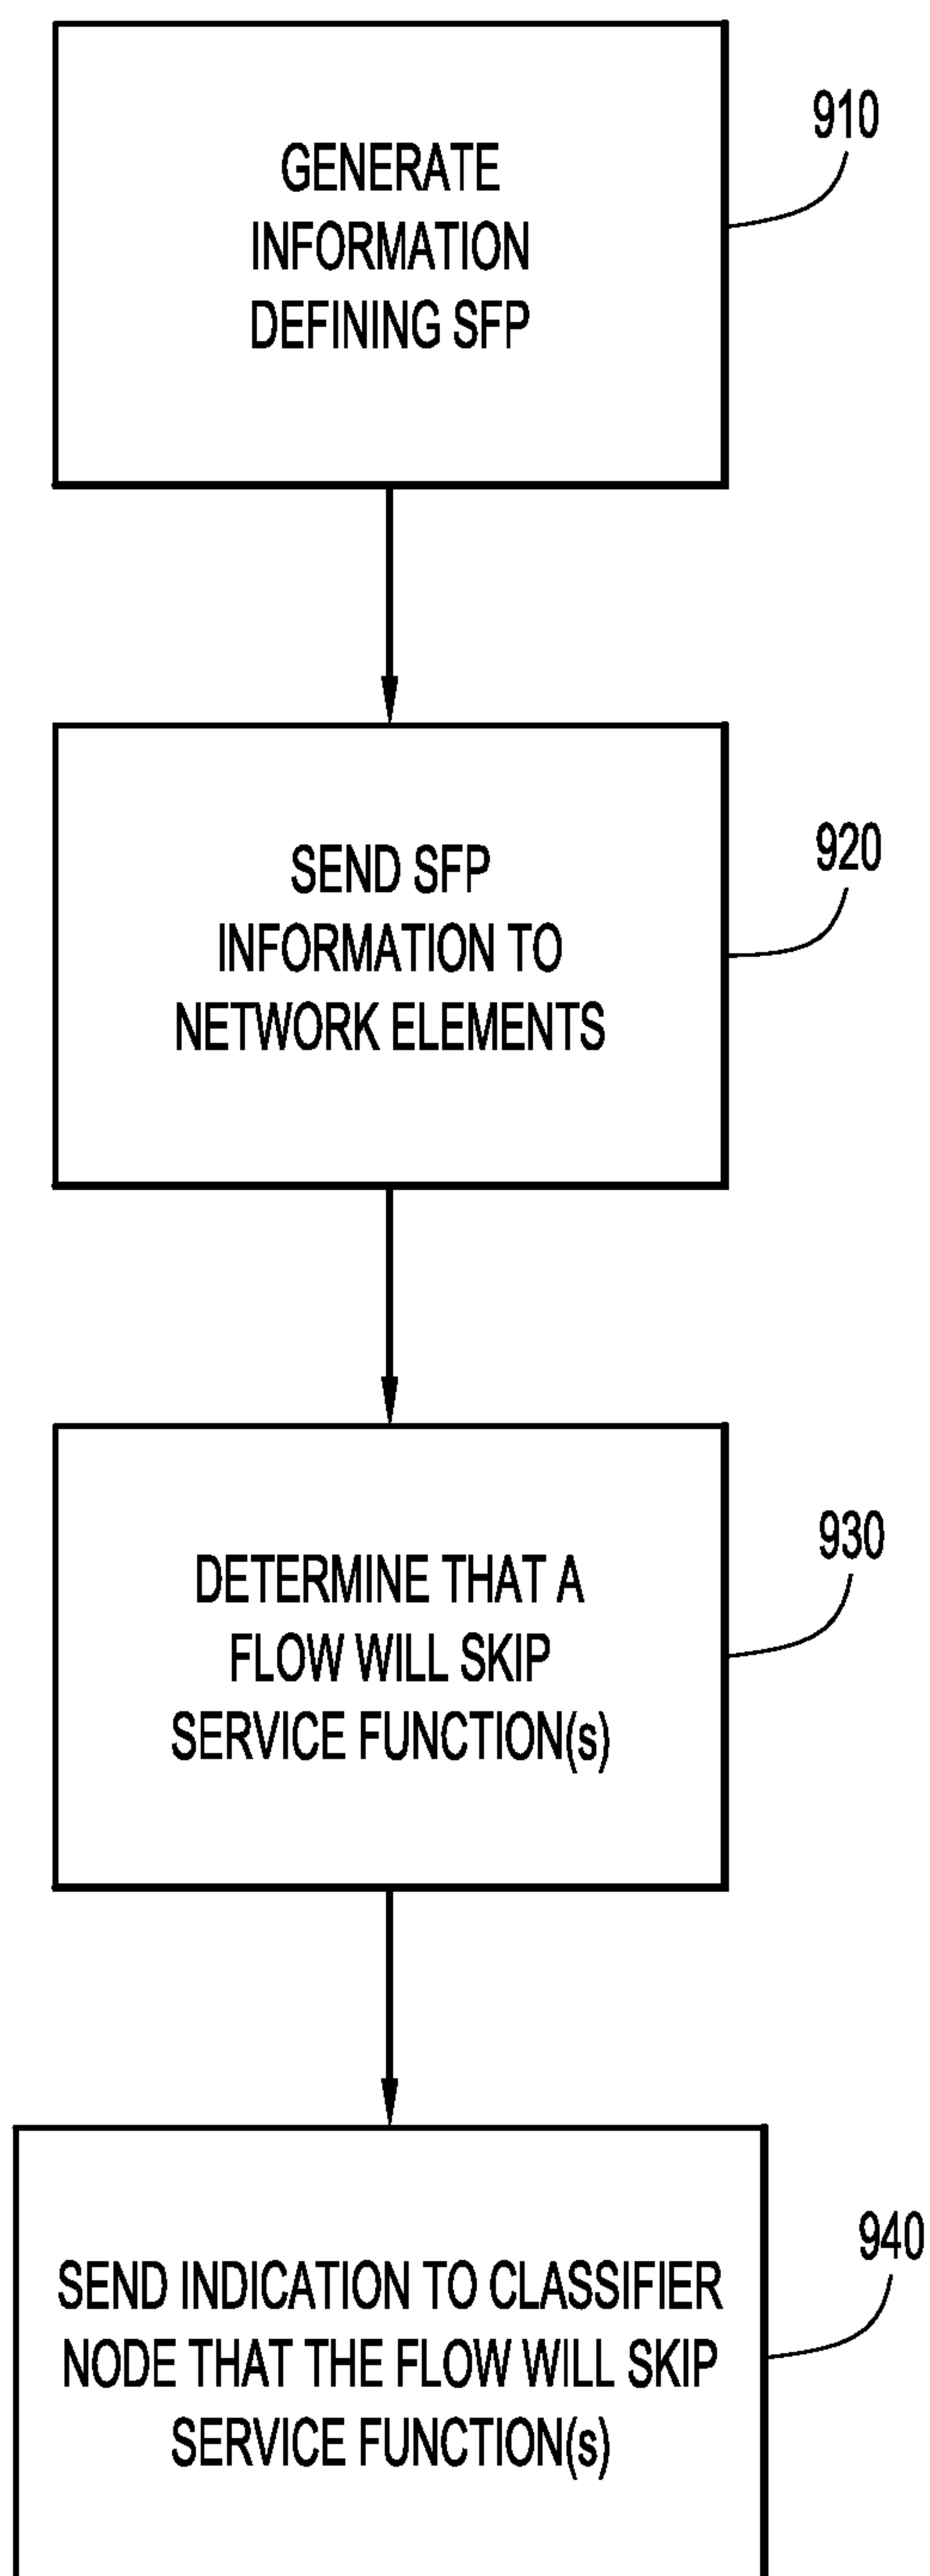 GENERATE
INFORMATION
DEFINING SFP
910
SEND SFP
INFORMATION TO
NETWORK ELEMENTS
920
DETERMINE THAT A
FLOW WILL SKIP
SERVICE FUNCTION(s)
930
SEND INDICATION TO CLASSIFIER
NODE THAT THE FLOW WILL SKIP
SERVICE FUNCTION(s)
940